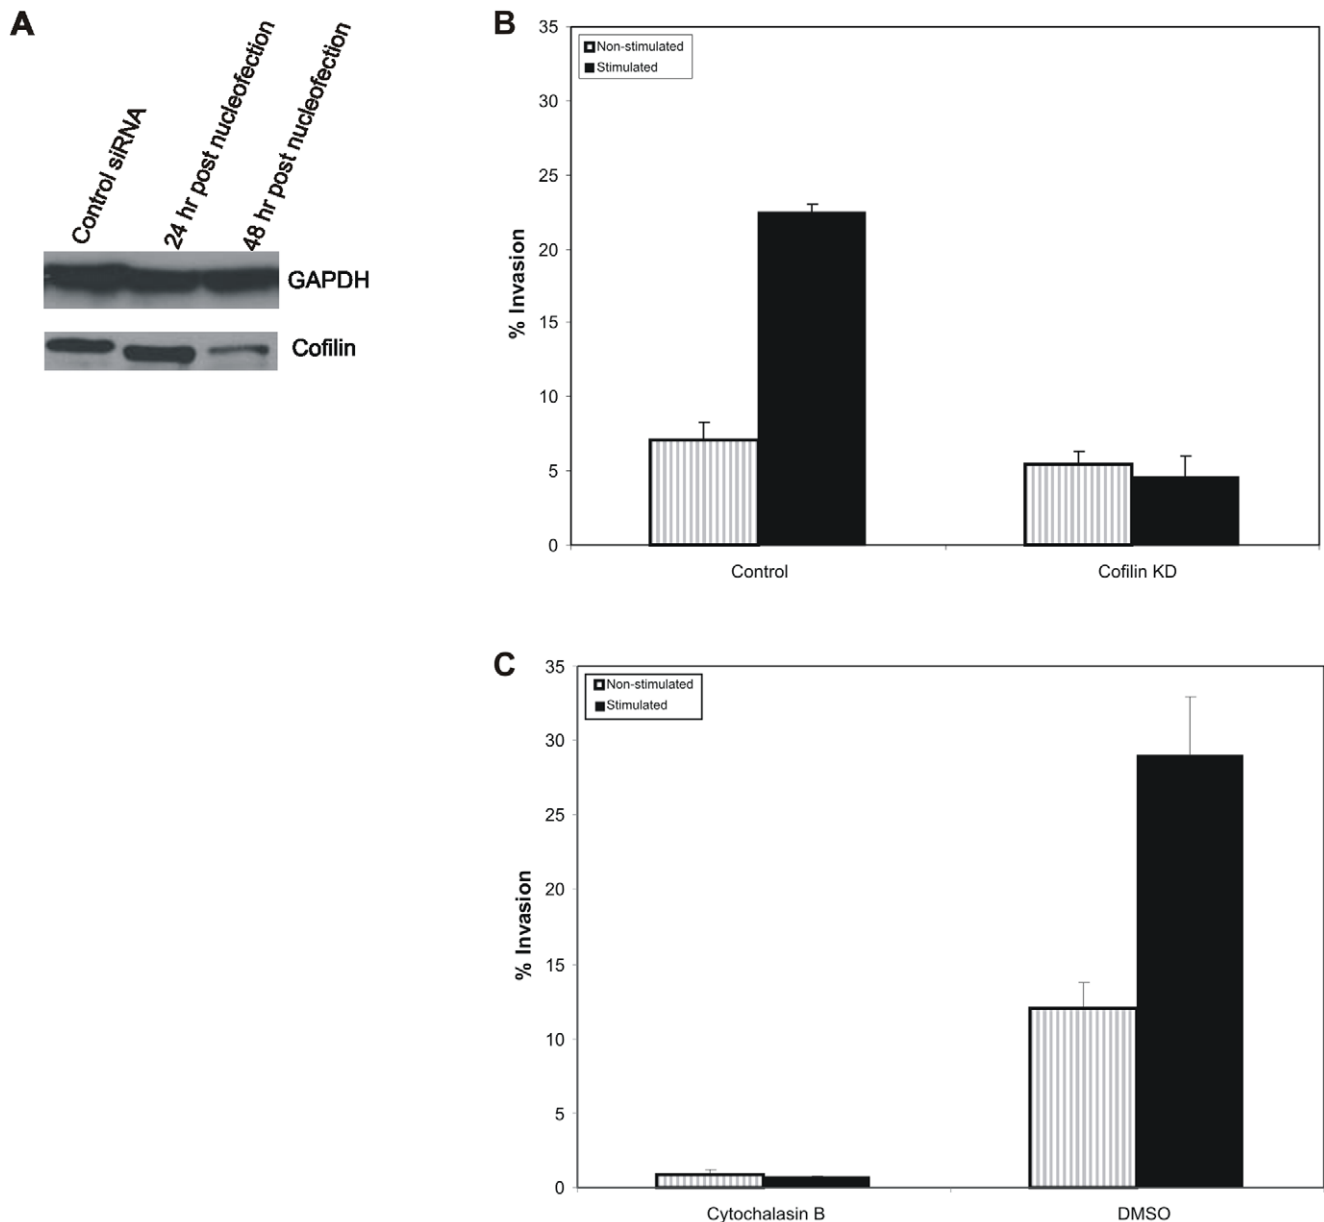 A
Control siRNA
24 hr post nucleofection
48 hr post nucleofection
GAPDH
Cofilin
B
35
30
25
20
15
10
5
0
% Invasion
Non-stimulated
Stimulated
Control
Cofilin KD
C
35
30
25
20
15
10
5
0
% Invasion
Non-stimulated
Stimulated
Cytochalasin B
DMSO